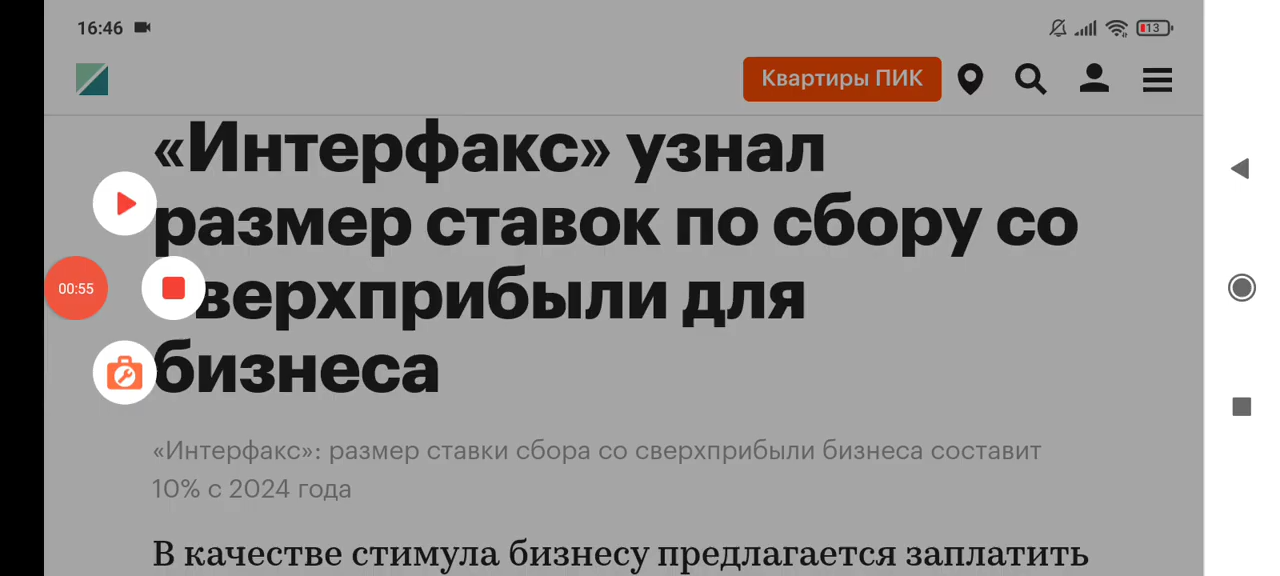 16:46
13
Квартиры ПИК
«Интерфакс» узнал
размер ставок по сбору со
верхприбыли для
бизнеса
00:55
«Интерфакс»: размер ставки сбора со сверхприбыли бизнеса составит
10% с 2024 года
В качестве стимула бизнесу предлагается заплатить